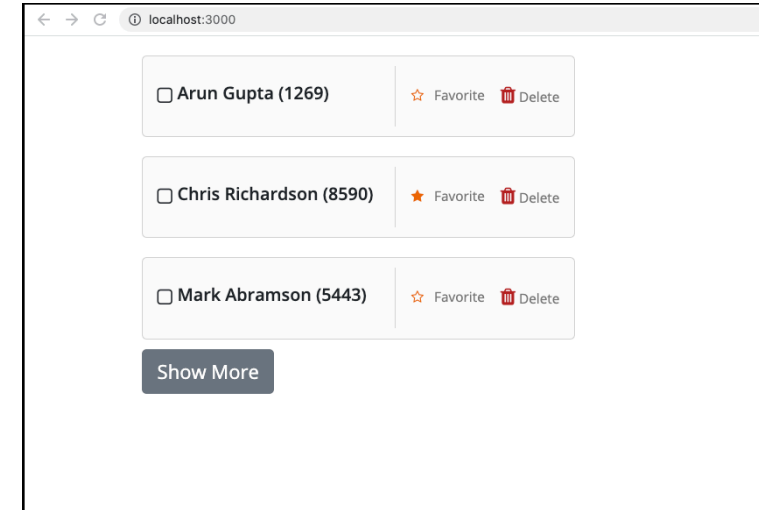 localhost:3000
Arun Gupta (1269) Favorite Delete
Chris Richardson (8590) Favorite Delete
Mark Abramson (5443) Favorite Delete
Show More